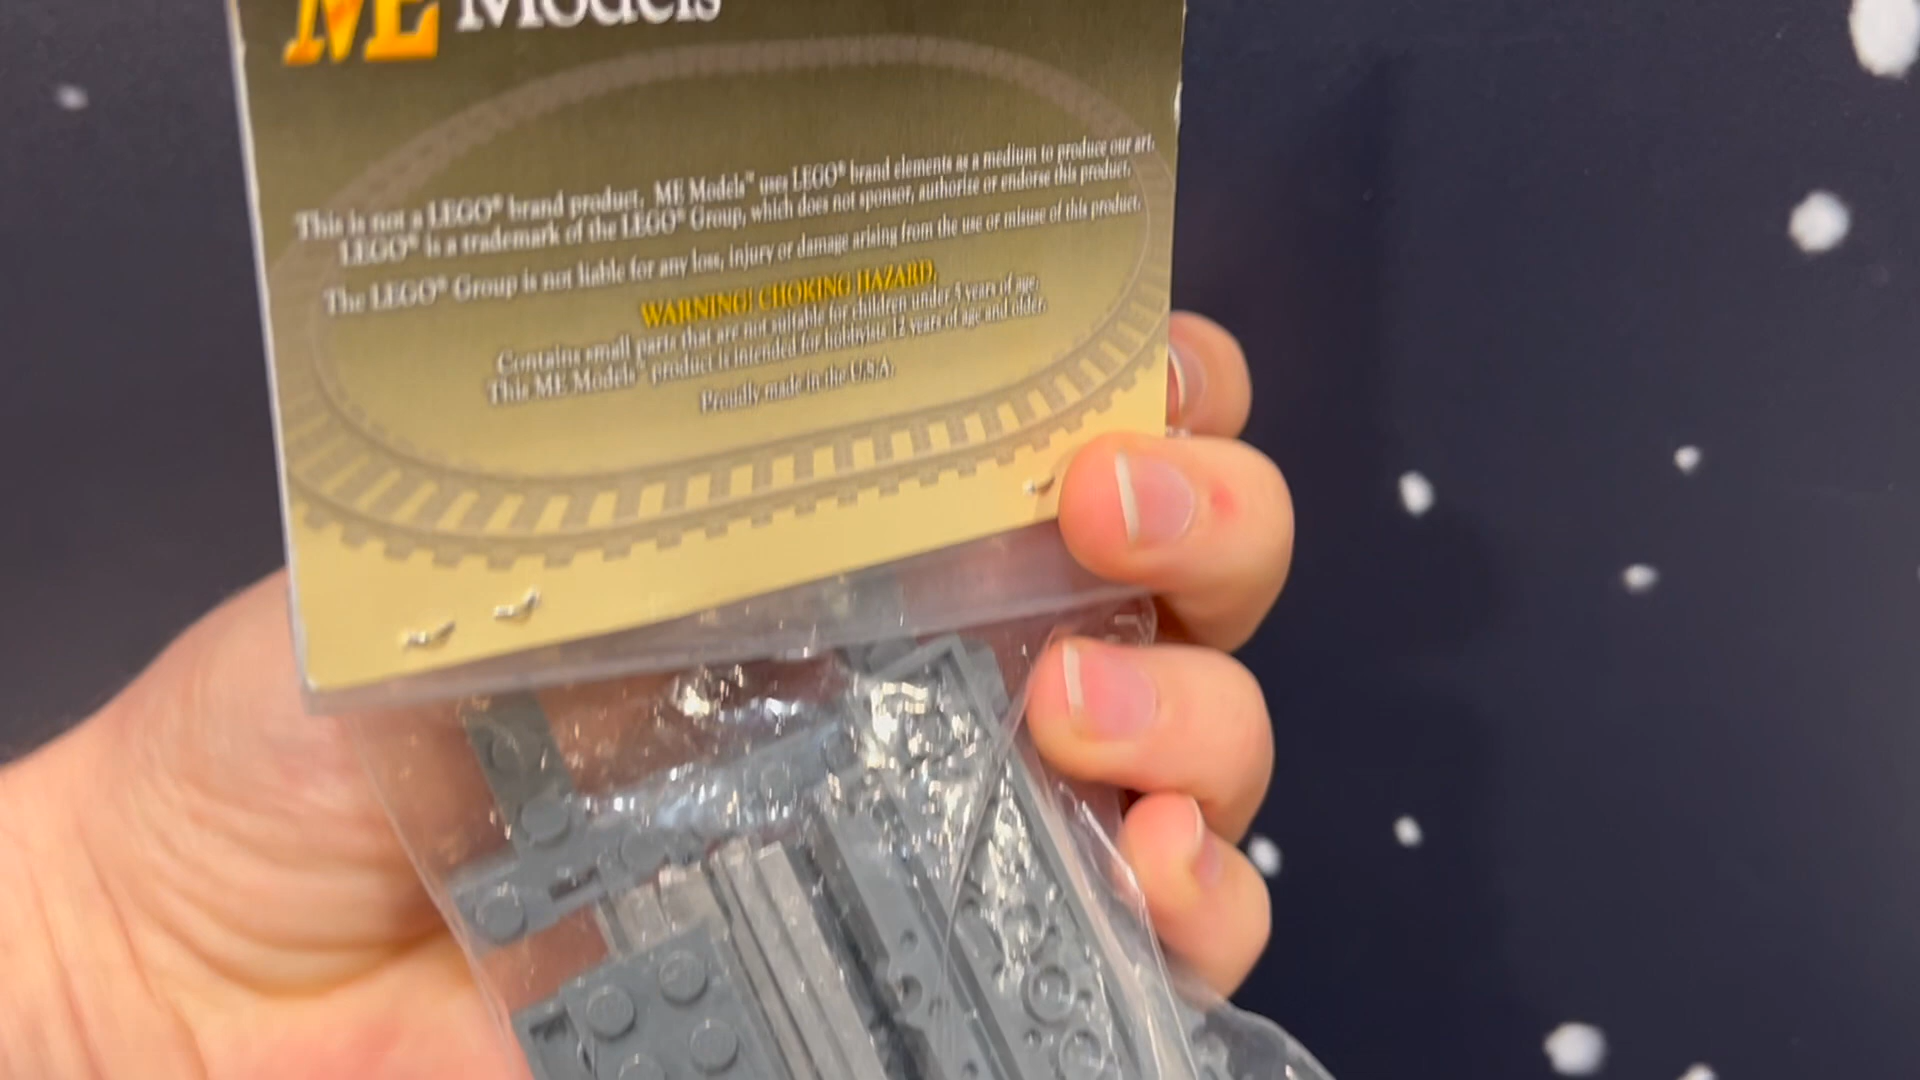 ME Models
This is not a LEGO® brand product. ME Models™ uses LEGO® brand elements as a medium to produce our art.
LEGO® is a trademark of the LEGO® Group, which does not sponsor, authorize or endorse this product.
The LEGO® Group is not liable for any loss, injury or damage arising from the use or misuse of this product.
WARNING! CHOKING HAZARD.
Contains small parts that are not suitable for children under 5 years of age.
This ME Models™ product is intended for hobbyists 12 years of age and older.
Proudly made in the U.S.A.